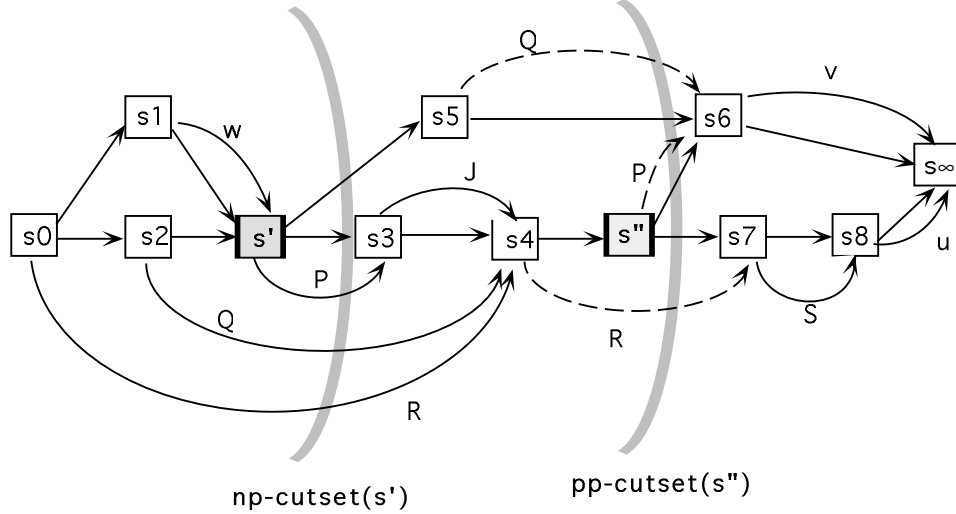 Q
v
s1
w
s5
s6
J
P
s∞
s0
s2
s'
s3
s4
s"
s7
s8
u
P
Q
S
R
R
np-cutset(s')
pp-cutset(s")